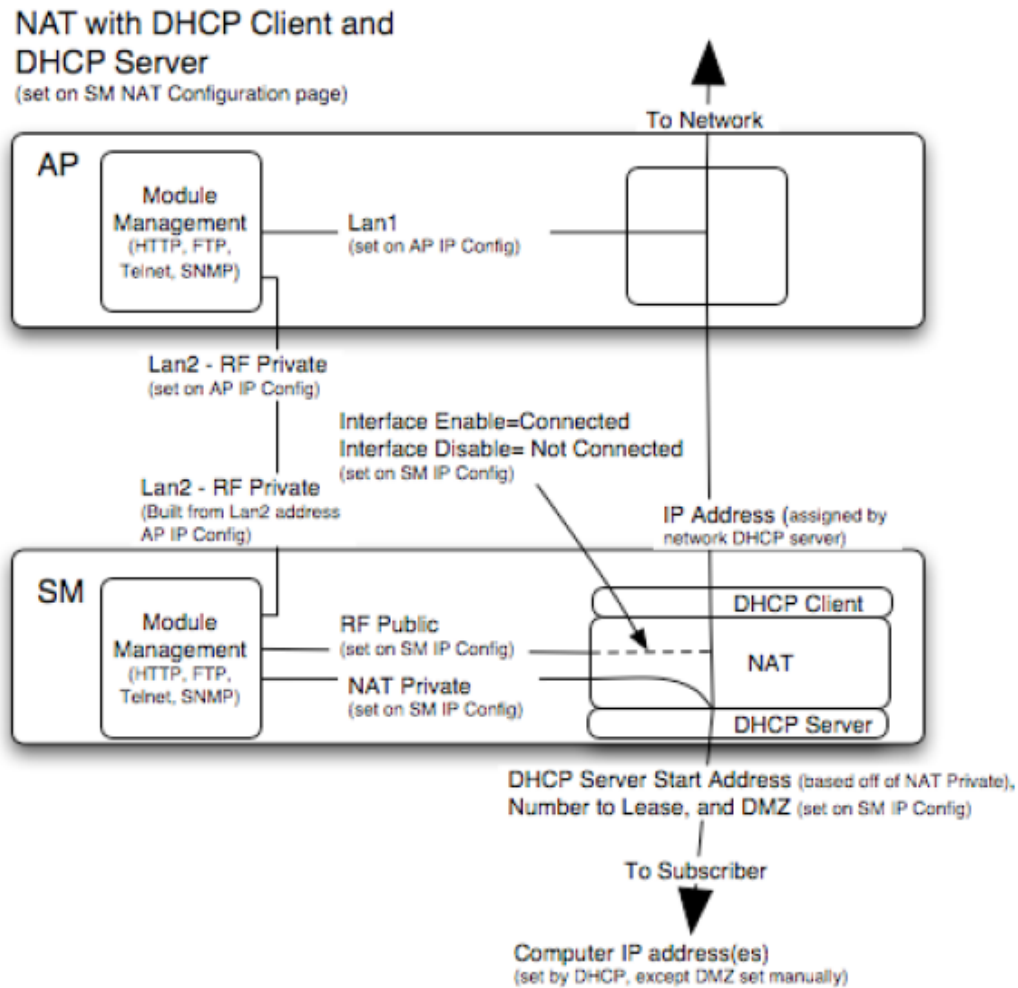 NAT with DHCP Client and
DHCP Server
(set on SM NAT Configuration page)
To Network
AP
Module
Management
(HTTP, FTP,
Telnet, SNMP)
Lan1
(set on AP IP Config)
Lan2 - RF Private
(set on AP IP Config)
Interface Enable=Connected
Interface Disable= Not Connected
(set on SM IP Config)
Lan2 - RF Private
(Built from Lan2 address
AP IP Config)
IP Address (assigned by
network DHCP server)
SM
Module
Management
(HTTP, FTP,
Telnet, SNMP)
RF Public
(set on SM IP Config)
NAT Private
(set on SM IP Config)
DHCP Client
NAT
DHCP Server
DHCP Server Start Address (based off of NAT Private),
Number to Lease, and DMZ (set on SM IP Config)
To Subscriber
Computer IP address(es)
(set by DHCP, except DMZ set manually)